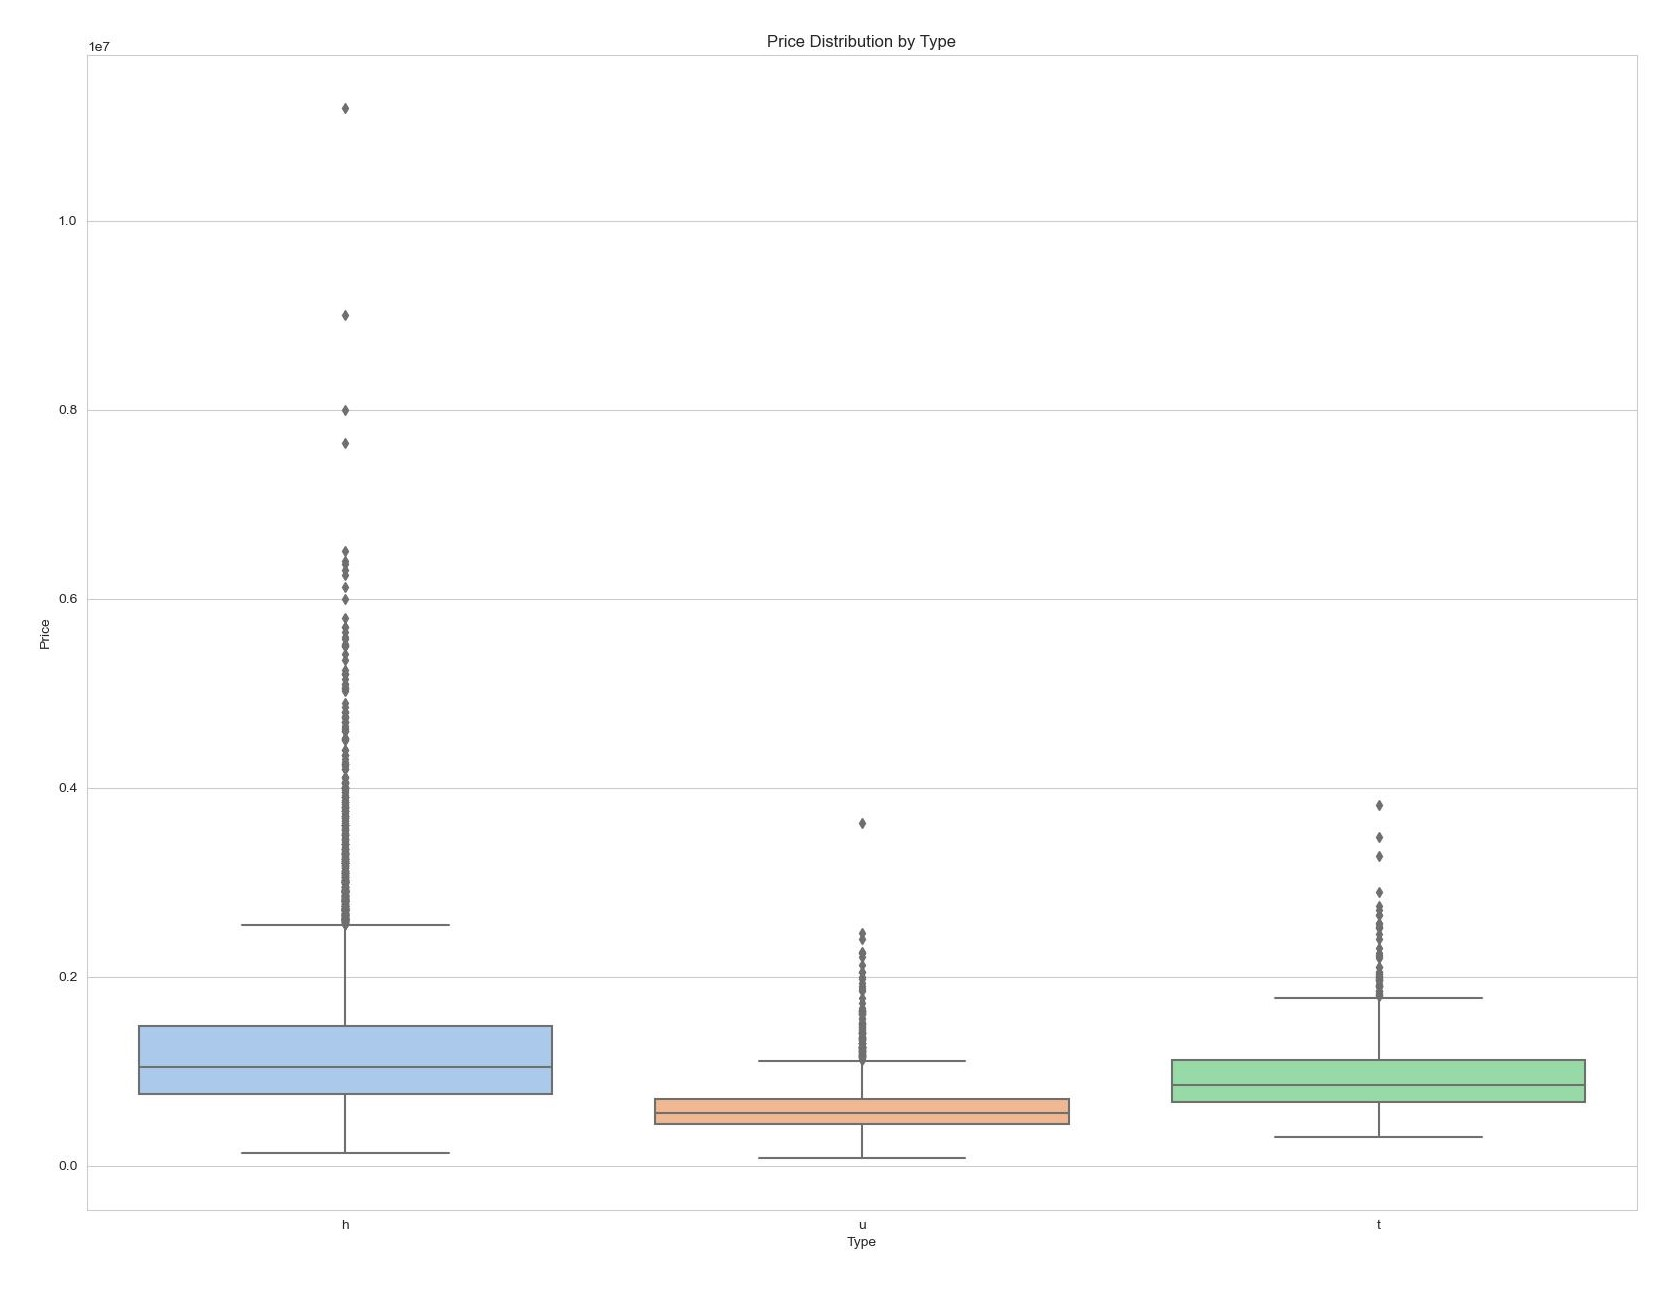 Price Distribution by Type
1e7
1.0
0.8
0.6
0.4
0.2
0.0
Price
h
u
t
Type